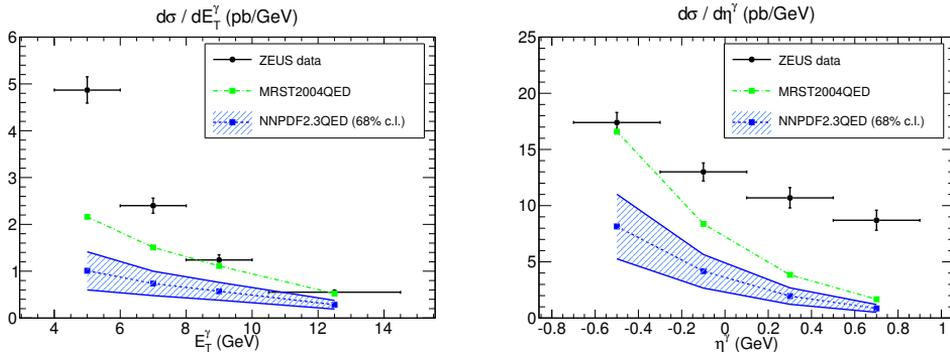 dσ / dE_T^γ (pb/GeV)
6
5
4
3
2
1
0
ZEUS data
MRST2004QED
NNPDF2.3QED (68% c.l.)
4 6 8 10 12 14
E_T^γ (GeV)
dσ / dη^γ (pb/GeV)
25
20
15
10
5
0
ZEUS data
MRST2004QED
NNPDF2.3QED (68% c.l.)
-0.8 -0.6 -0.4 -0.2 0 0.2 0.4 0.6 0.8 1
η^γ (GeV)